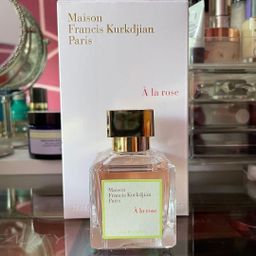 Maison
Francis Kurkdjian
Paris
À la rose
Maison
Francis Kurkdjian
Paris
À la rose